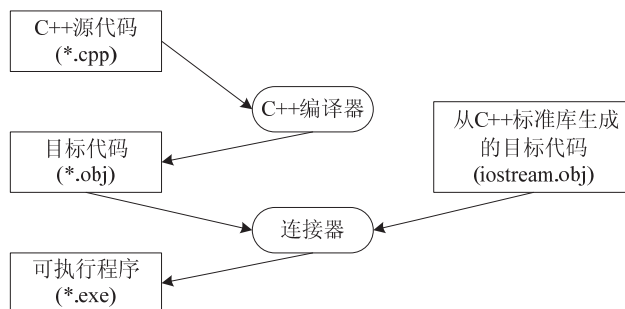 C++源代码
(*.cpp)
C++编译器
目标代码
(*.obj)
从C++标准库生成
的目标代码
(iostream.obj)
连接器
可执行程序
(*.exe)